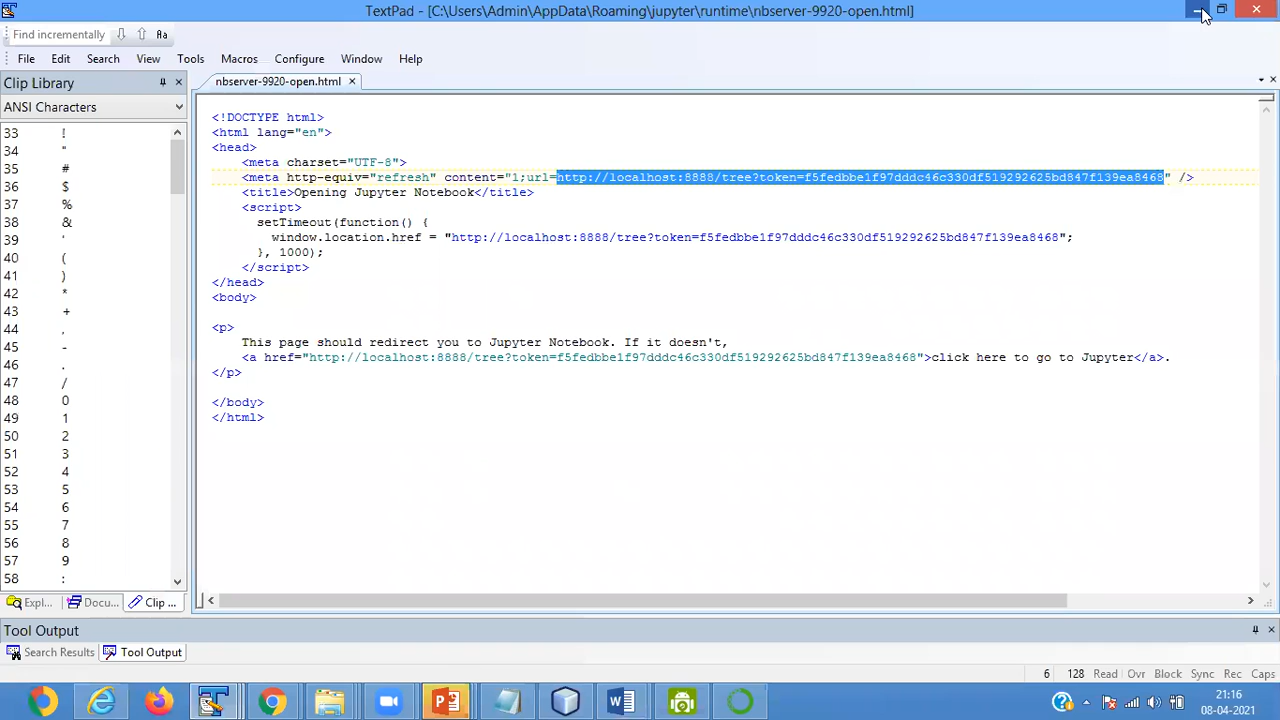 TextPad - [C:\Users\Admin\AppData\Roaming\jupyter\runtime\nbserver-9920-open.html]
Find incrementally
Aa
File Edit Search View Tools Macros Configure Window Help
Clip Library
nbserver-9920-open.html
ANSI Characters
33 !
34 "
35 #
36 $
37 %
38 &
39 '
40 (
41 )
42 *
43 +
44 ,
45 -
46 .
47 /
48 0
49 1
50 2
51 3
52 4
53 5
54 6
55 7
56 8
57 9
58 :
<!DOCTYPE html>
<html lang="en">
<head>
<meta charset="UTF-8">
<meta http-equiv="refresh" content="1;url=http://localhost:8888/tree?token=f5fedbbe1f97dddc46c330df519292625bd847f139ea8468" />
<title>Opening Jupyter Notebook</title>
<script>
setTimeout(function() {
window.location.href = "http://localhost:8888/tree?token=f5fedbbe1f97dddc46c330df519292625bd847f139ea8468";
}, 1000);
</script>
</head>
<body>
<p>
This page should redirect you to Jupyter Notebook. If it doesn't,
<a href="http://localhost:8888/tree?token=f5fedbbe1f97dddc46c330df519292625bd847f139ea8468">click here to go to Jupyter</a>.
</p>
</body>
</html>
Expl... Docu... Clip ...
Tool Output
Search Results Tool Output
6 128 Read Ovr Block Sync Rec Caps
21:16
08-04-2021